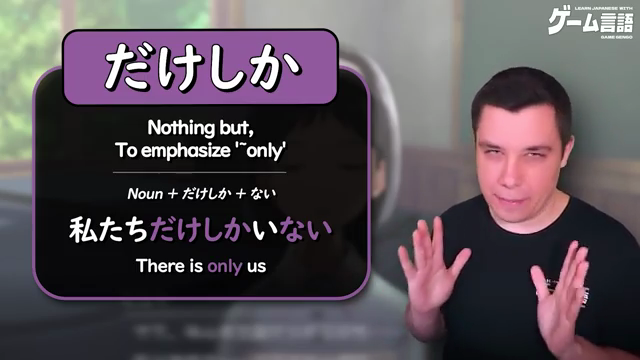 LEARN JAPANESE WITH
ゲーム言語
GAME GENGO
だけしか
Nothing but,
To emphasize '~only'
Noun + だけしか + ない
私たちだけしかいない
There is only us